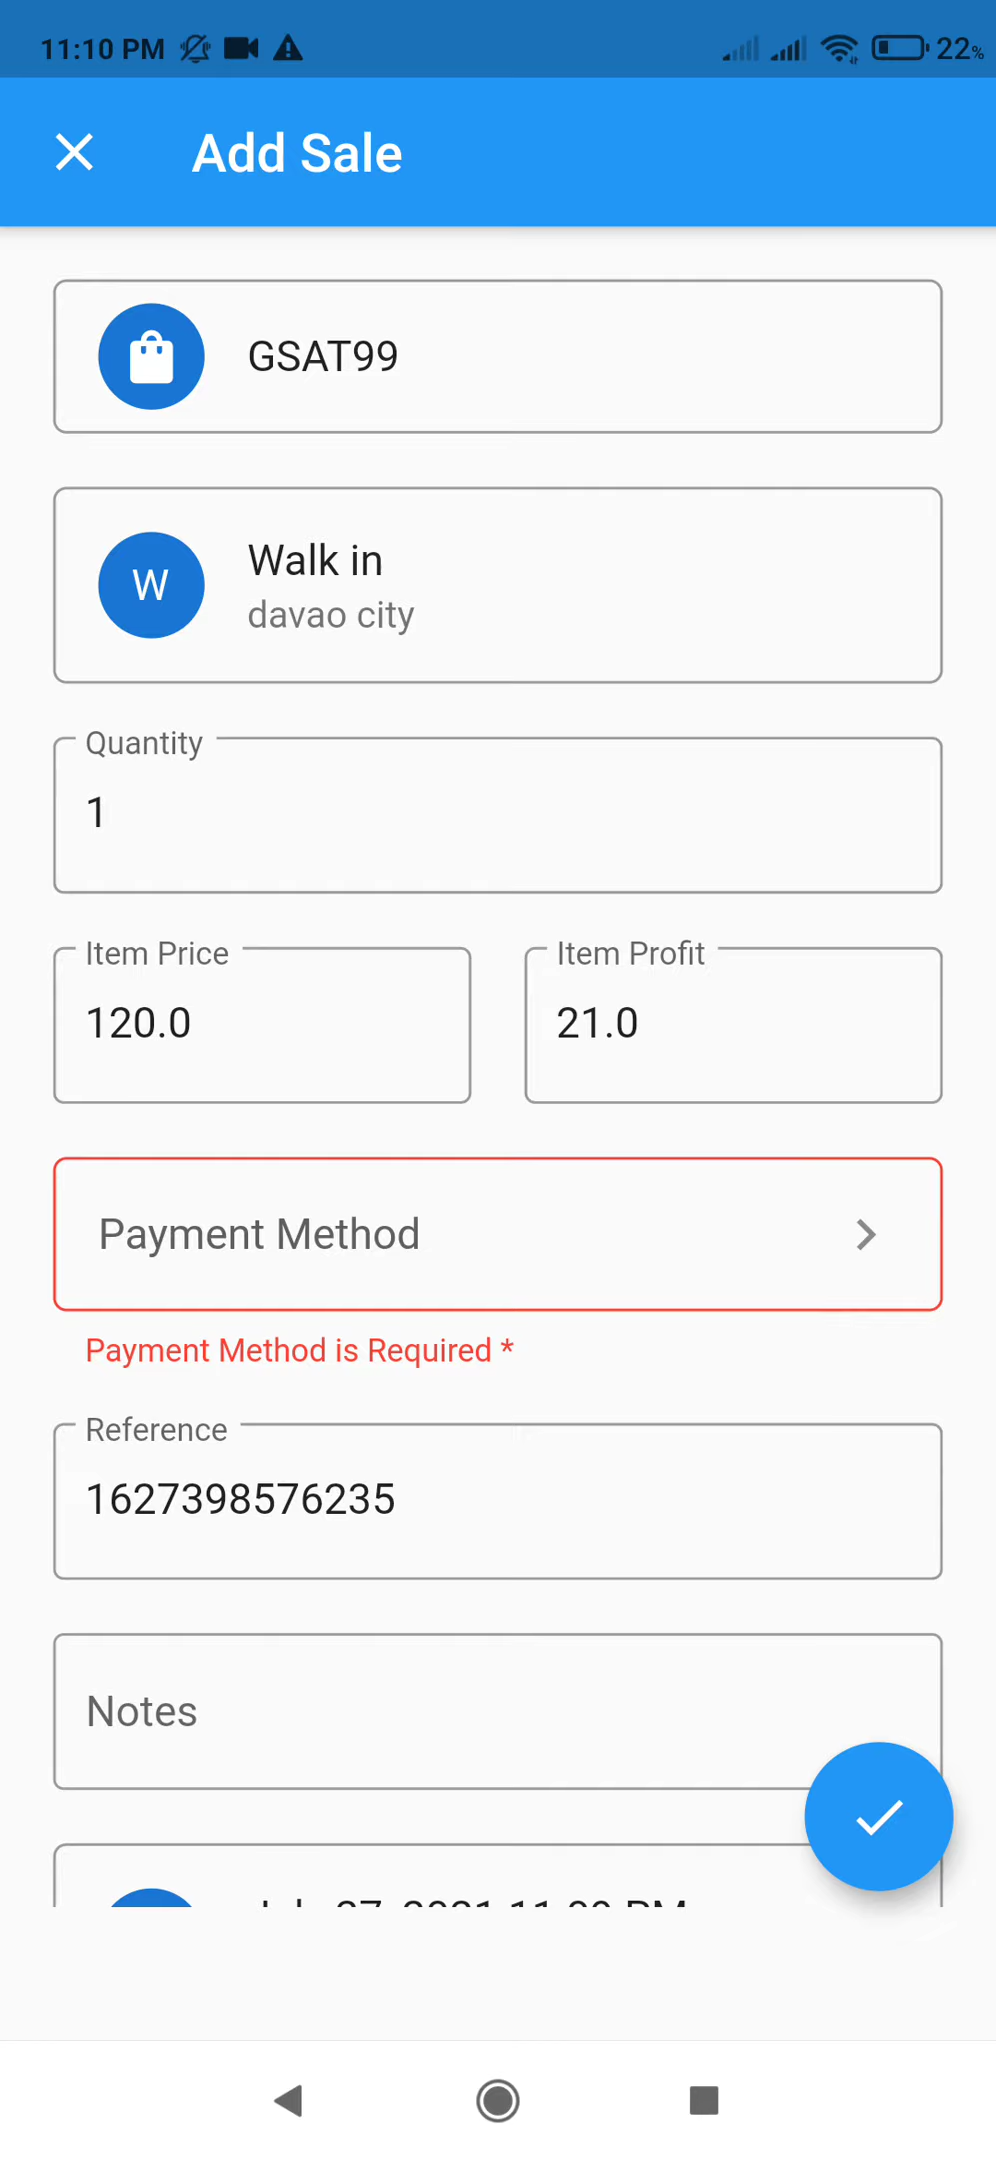 11:10 PM 22%
Add Sale
GSAT99
W
Walk in
davao city
Quantity
1
Item Price
Item Profit
120.0
21.0
Payment Method
Payment Method is Required *
Reference
1627398576235
Notes